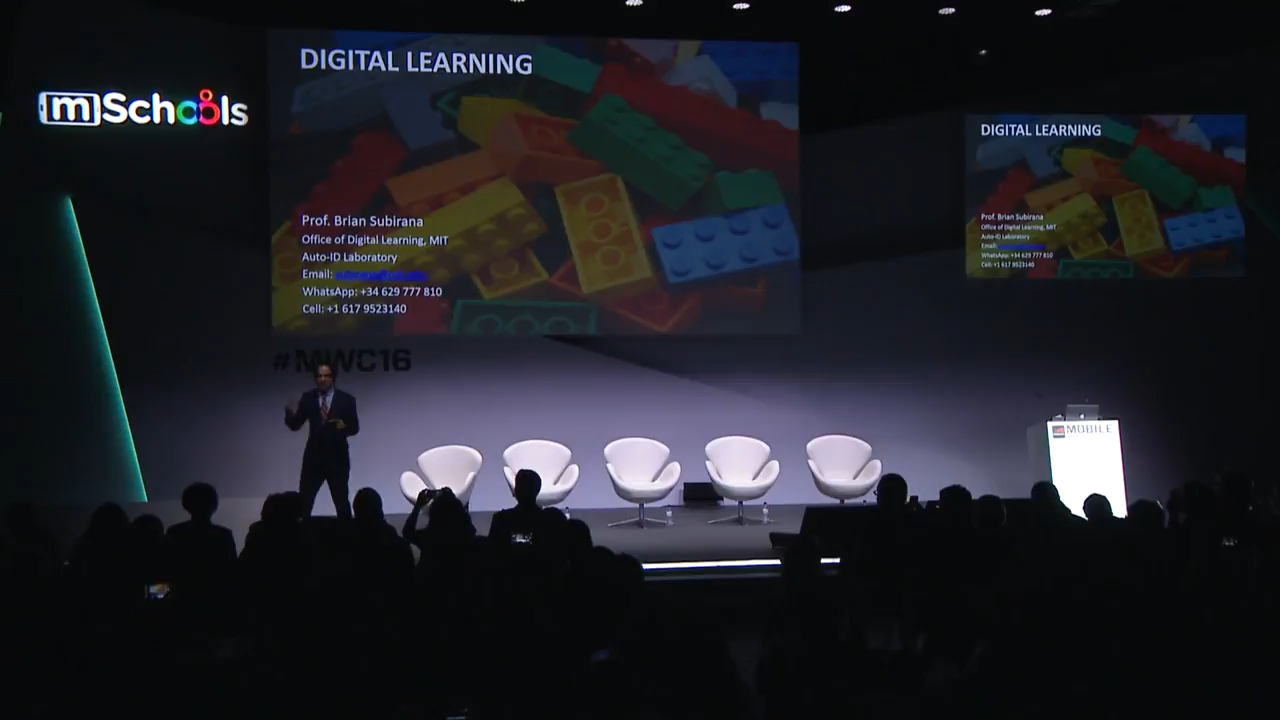 mSchools
DIGITAL LEARNING
Prof. Brian Subirana
Office of Digital Learning, MIT
Auto-ID Laboratory
Email:
WhatsApp: +34 629 777 810
Cell: +1 617 9523140
DIGITAL LEARNING
Prof. Brian Subirana
Office of Digital Learning, MIT
Auto-ID Laboratory
Email:
WhatsApp: +34 629 777 810
Cell: +1 617 9523140
#MWC16
MOBILE